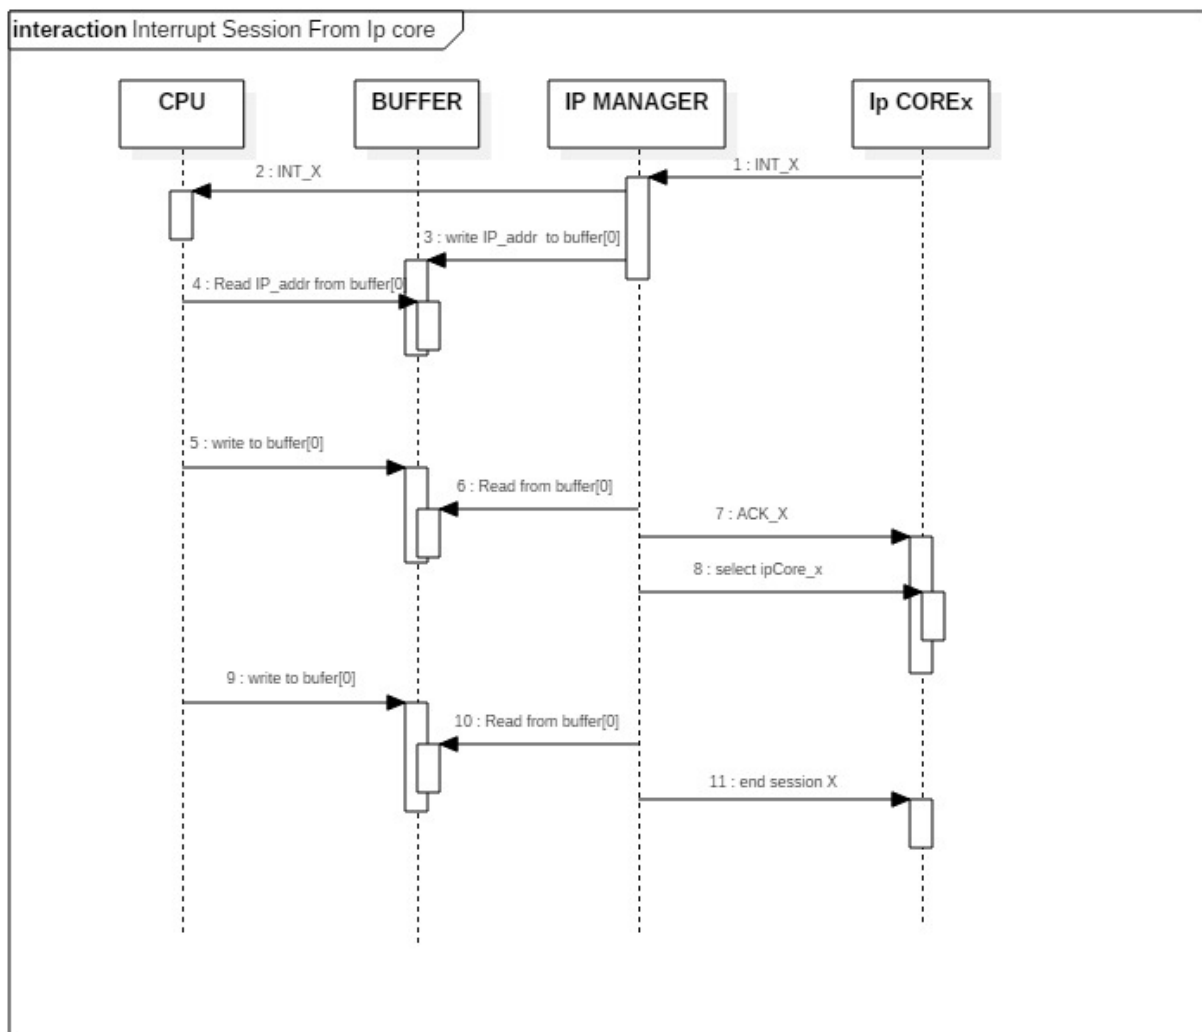 interaction Interrupt Session From Ip core
CPU
BUFFER
IP MANAGER
Ip COREx
1 : INT_X
2 : INT_X
3 : write IP_addr to buffer[0]
4 : Read IP_addr from buffer[0]
5 : write to buffer[0]
6 : Read from buffer[0]
7 : ACK_X
8 : select ipCore_x
9 : write to bufer[0]
10 : Read from buffer[0]
11 : end session X